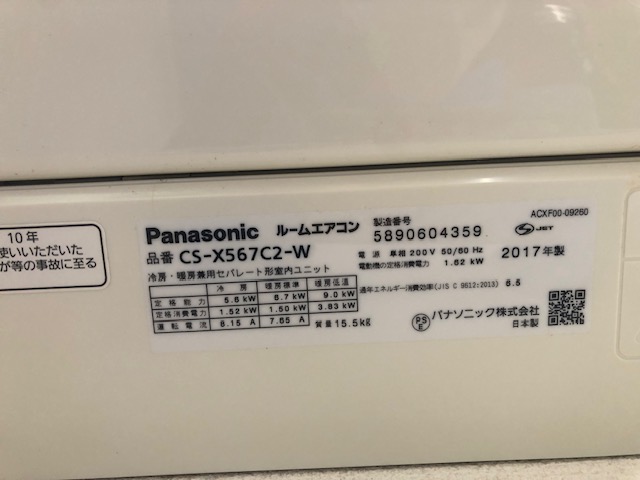 ACXF00-09260
10年
使いいただいた
が等の事故に至る
Panasonic ルームエアコン
品番 CS-X567C2-W
製造番号
5890604359
JET
電源 単相 200V 50/60 Hz
電動機の定格消費電力 1.62 kW
2017年製
冷房・暖房兼用セパレート形室内ユニット
冷房 暖房標準 暖房低温
定格能力 5.6 kW 6.7 kW 9.0 kW
定格消費電力 1.52 kW 1.50 kW 3.83 kW
運転電流 8.15 A 7.65 A
質量 15.5kg
通年エネルギー消費効率(JIS C 9612:2013) 6.5
PS E
パナソニック株式会社
日本製